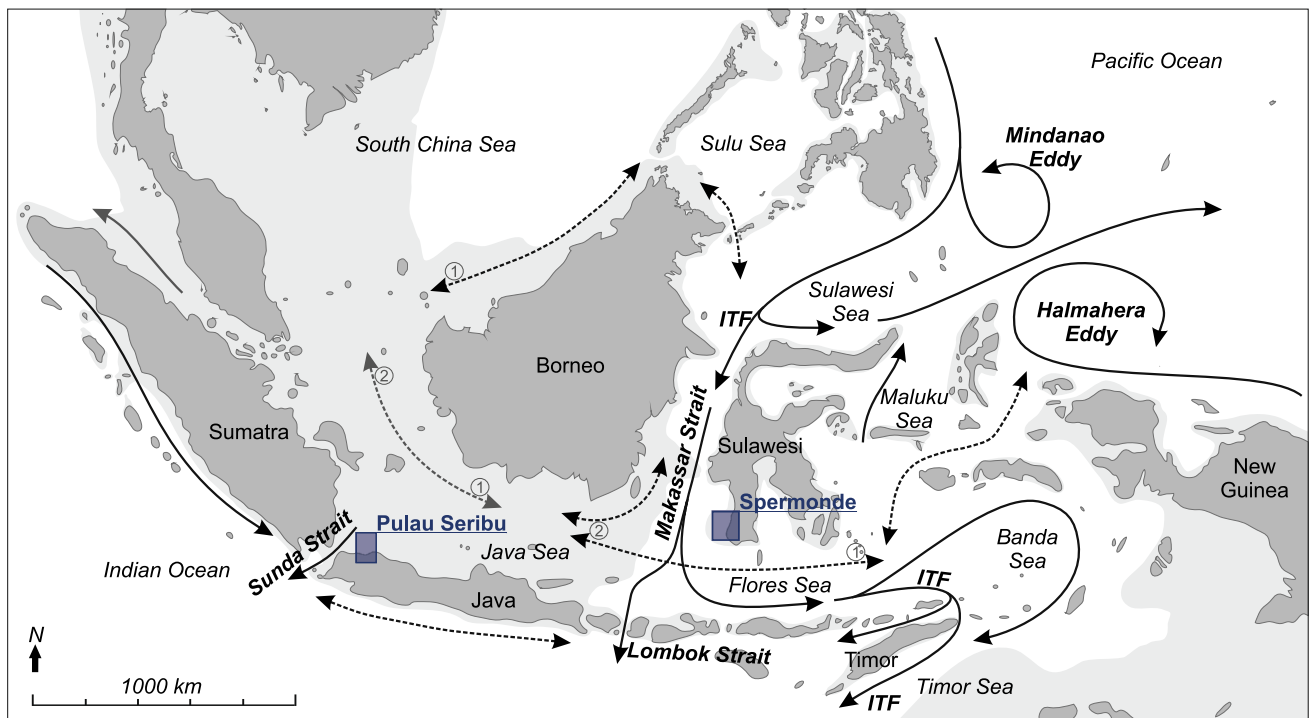 Pacific Ocean
South China Sea
Sulu Sea
Mindanao
Eddy
1
Sulawesi
Sea
ITF
Halmahera
Eddy
Borneo
2
Maluku
Sea
Sumatra
Makassar Strait
Sulawesi
New
Guinea
1
Spermonde
Pulau Seribu
2
Sunda Strait
Java Sea
1
Banda
Sea
Indian Ocean
Flores Sea
ITF
Java
N
Lombok Strait
Timor
1000 km
Timor Sea
ITF